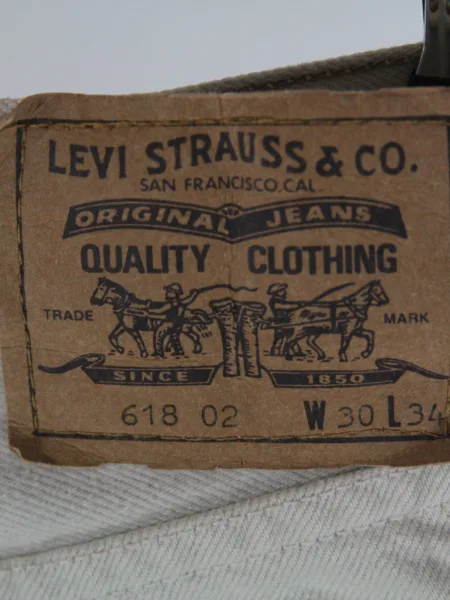 LEVI STRAUSS & CO.
SAN FRANCISCO, CAL.
ORIGINAL JEANS
QUALITY CLOTHING
TRADE MARK
SINCE 1850
618 02 W 30 L 34